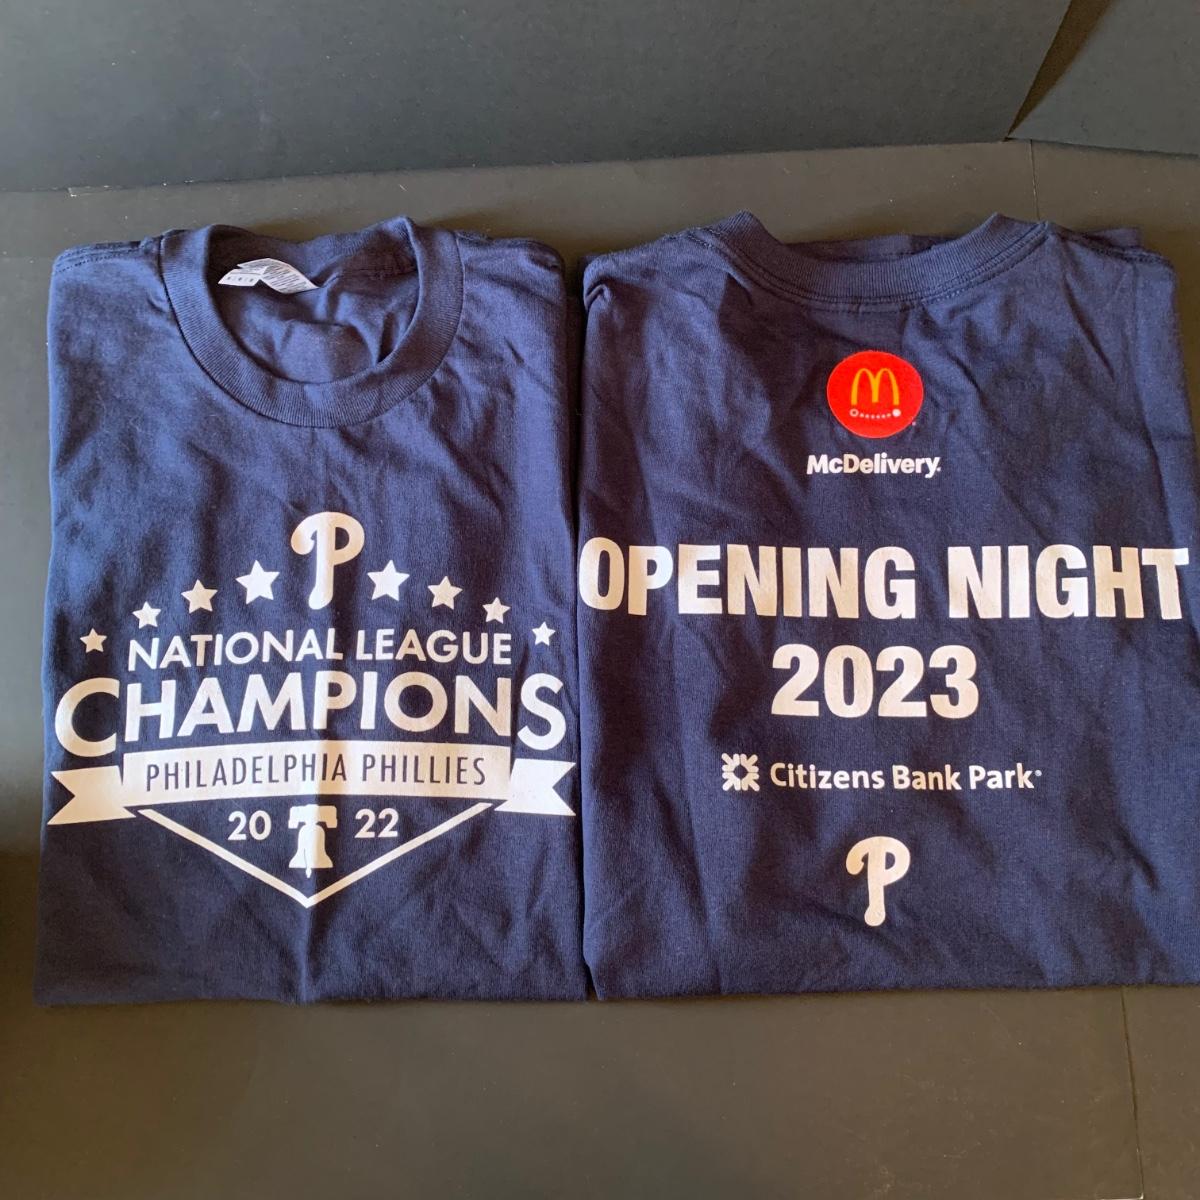 P
NATIONAL LEAGUE
CHAMPIONS
PHILADELPHIA PHILLIES
20 22
M
McDelivery.
OPENING NIGHT
2023
Citizens Bank Park
P